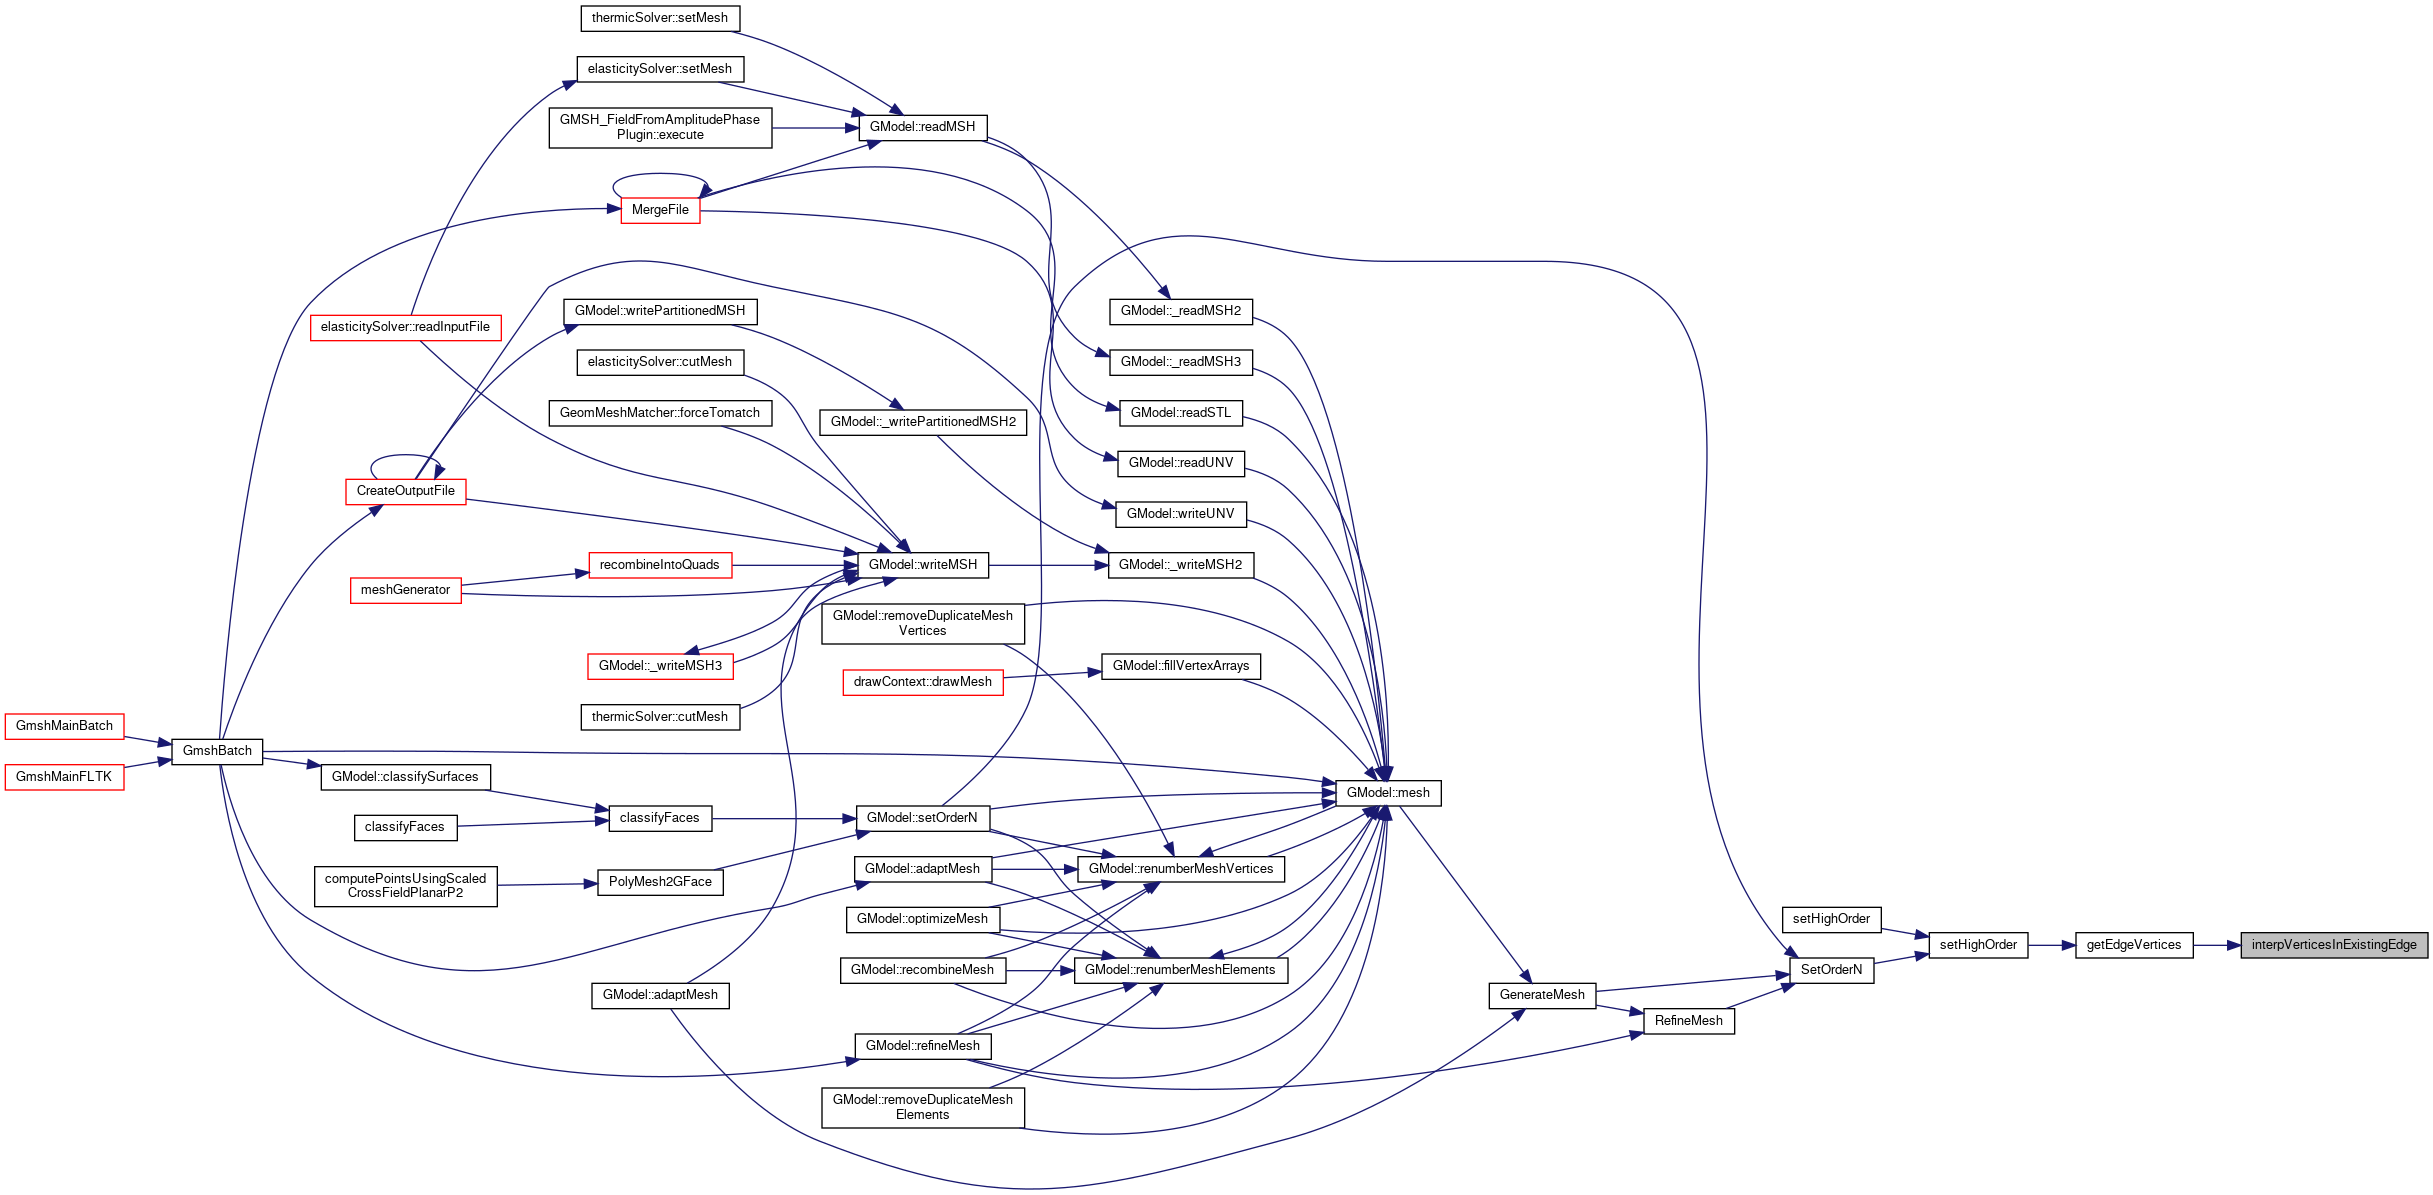 thermicSolver::setMesh
elasticitySolver::setMesh
GMSH_FieldFromAmplitudePhase
Plugin::execute
GModel::readMSH
MergeFile
elasticitySolver::readInputFile
GModel::writePartitionedMSH
elasticitySolver::cutMesh
GeomMeshMatcher::forceTomatch
GModel::_writePartitionedMSH2
GModel::_readMSH2
GModel::_readMSH3
GModel::readSTL
GModel::readUNV
GModel::writeUNV
CreateOutputFile
GModel::writeMSH
GModel::_writeMSH2
recombineIntoQuads
meshGenerator
GModel::removeDuplicateMesh
Vertices
GModel::_writeMSH3
GModel::fillVertexArrays
drawContext::drawMesh
thermicSolver::cutMesh
GmshMainBatch
GmshBatch
GmshMainFLTK
GModel::classifySurfaces
GModel::mesh
classifyFaces
classifyFaces
GModel::setOrderN
GModel::adaptMesh
GModel::renumberMeshVertices
computePointsUsingScaled
CrossFieldPlanarP2
PolyMesh2GFace
GModel::optimizeMesh
GModel::recombineMesh
GModel::renumberMeshElements
GModel::adaptMesh
GModel::refineMesh
GModel::removeDuplicateMesh
Elements
GenerateMesh
RefineMesh
SetOrderN
setHighOrder
setHighOrder
getEdgeVertices
interpVerticesInExistingEdge